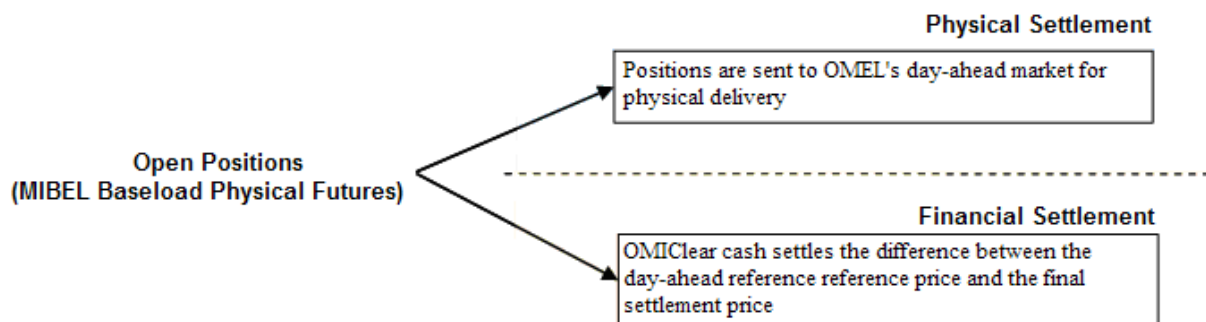 Physical Settlement
Positions are sent to OMEL's day-ahead market for
physical delivery
Open Positions
(MIBEL Baseload Physical Futures)
Financial Settlement
OMIClear cash settles the difference between the
day-ahead reference reference price and the final
settlement price